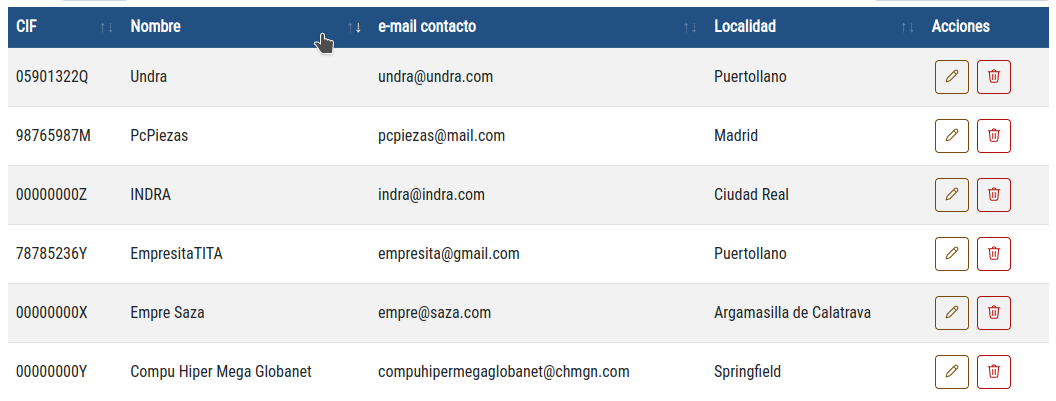 CIF Nombre e-mail contacto Localidad Acciones
05901322Q Undra undra@undra.com Puertollano
98765987M PcPiezas pcpiezas@mail.com Madrid
00000000Z INDRA indra@indra.com Ciudad Real
78785236Y EmpresitaTITA empresita@gmail.com Puertollano
00000000X Empre Saza empre@saza.com Argamasilla de Calatrava
00000000Y Compu Hiper Mega Globanet compuhipermegaglobanet@chmgn.com Springfield